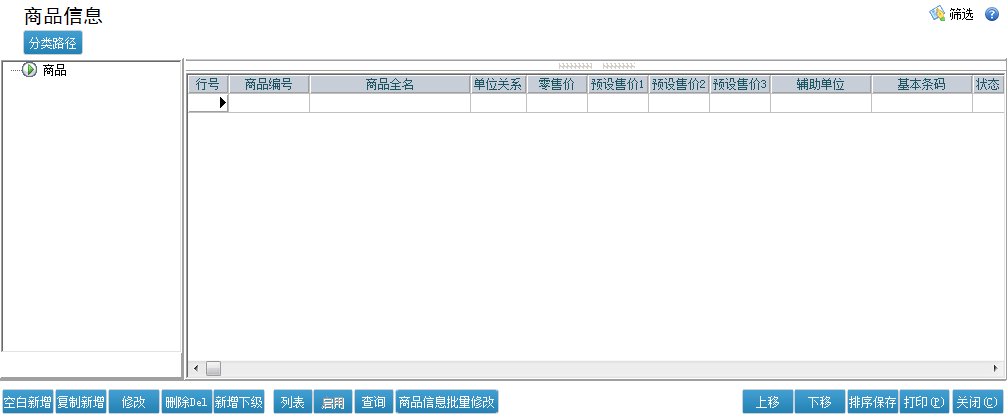 商品信息
筛选
分类路径
商品
行号 商品编号 商品全名 单位关系 零售价 预设售价1 预设售价2 预设售价3 辅助单位 基本条码 状态
空白新增 复制新增 修改 删除Del 新增下级 列表 启用 查询 商品信息批量修改 上移 下移 排序保存 打印(P) 关闭(C)